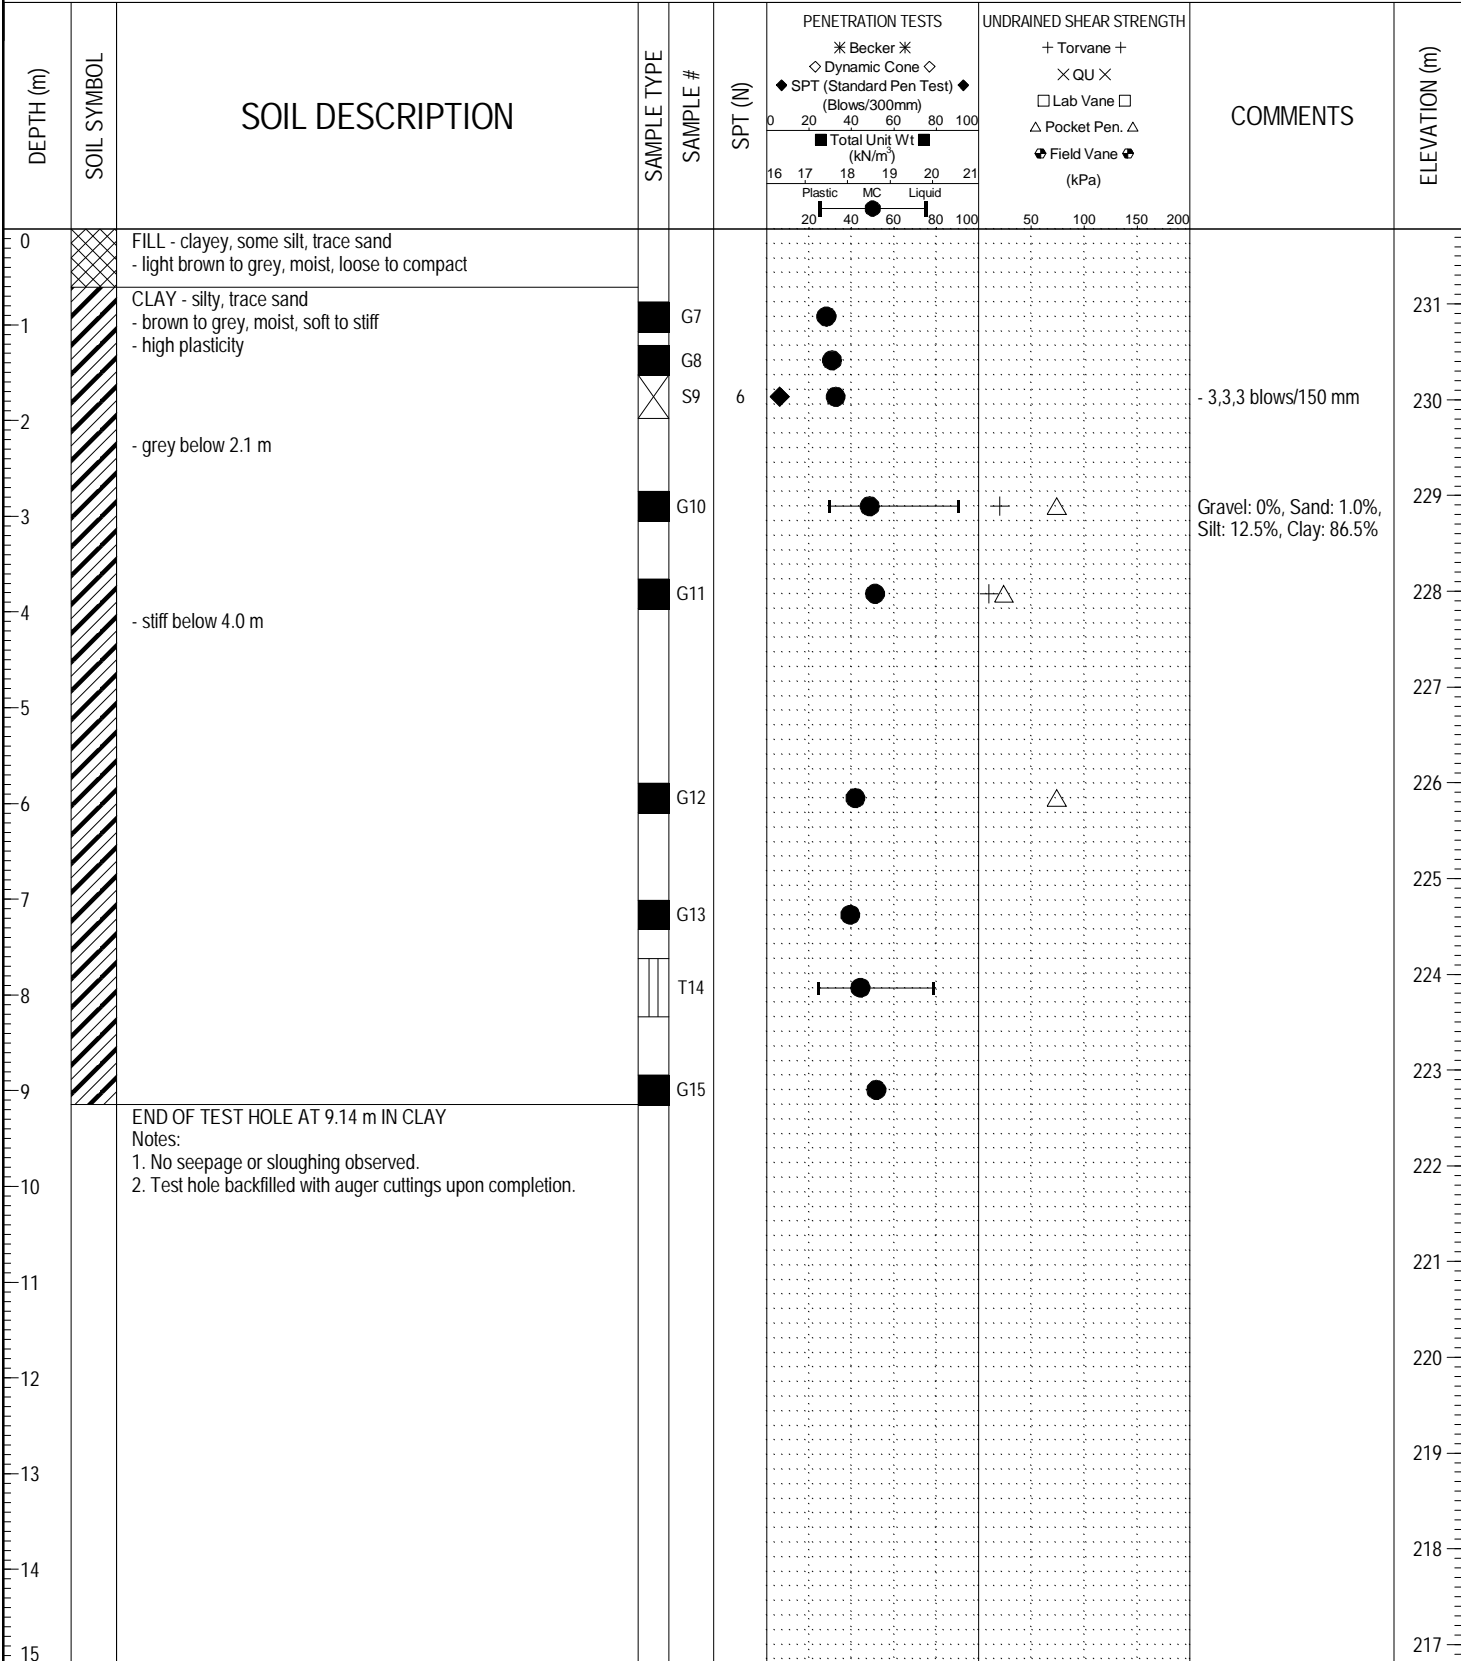 DEPTH (m)
SOIL SYMBOL
SOIL DESCRIPTION
SAMPLE TYPE
SAMPLE #
SPT (N)
PENETRATION TESTS
✳ Becker ✳
◇ Dynamic Cone ◇
◆ SPT (Standard Pen Test) ◆
(Blows/300mm)
0 20 40 60 80 100
■ Total Unit Wt ■
(kN/m³)
16 17 18 19 20 21
Plastic MC Liquid
20 40 60 80 100
UNDRAINED SHEAR STRENGTH
+ Torvane +
✕ QU ✕
□ Lab Vane □
△ Pocket Pen. △
Field Vane
(kPa)
50 100 150 200
COMMENTS
ELEVATION (m)
0
FILL - clayey, some silt, trace sand
- light brown to grey, moist, loose to compact
CLAY - silty, trace sand
- brown to grey, moist, soft to stiff
- high plasticity
G7
231
1
G8
S9
6
- 3,3,3 blows/150 mm
230
2
- grey below 2.1 m
229
G10
Gravel: 0%, Sand: 1.0%,
Silt: 12.5%, Clay: 86.5%
3
G11
228
4
- stiff below 4.0 m
227
5
226
G12
6
225
7
G13
224
T14
8
223
G15
9
END OF TEST HOLE AT 9.14 m IN CLAY
Notes:
1. No seepage or sloughing observed.
2. Test hole backfilled with auger cuttings upon completion.
222
10
221
11
220
12
219
13
218
14
217
15